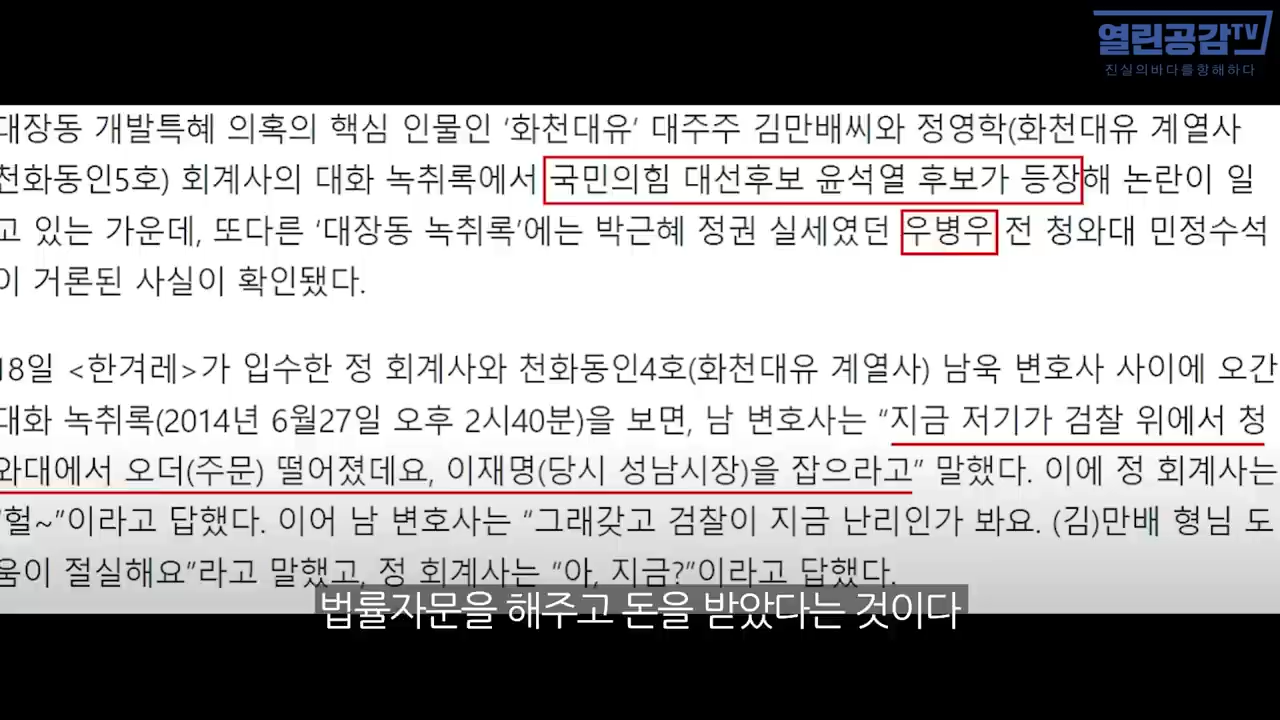 열린공감TV
진실의바다를향해하다
대장동 개발특혜 의혹의 핵심 인물인 ‘화천대유’ 대주주 김만배씨와 정영학(화천대유 계열사
천화동인5호) 회계사의 대화 녹취록에서 국민의힘 대선후보 윤석열 후보가 등장해 논란이 일
고 있는 가운데, 또다른 ‘대장동 녹취록’에는 박근혜 정권 실세였던 우병우 전 청와대 민정수석
이 거론된 사실이 확인됐다.
18일 <한겨레>가 입수한 정 회계사와 천화동인4호(화천대유 계열사) 남욱 변호사 사이에 오간
대화 녹취록(2014년 6월27일 오후 2시40분)을 보면, 남 변호사는 “지금 저기가 검찰 위에서 청
와대에서 오더(주문) 떨어졌데요, 이재명(당시 성남시장)을 잡으라고” 말했다. 이에 정 회계사는
“헐~”이라고 답했다. 이어 남 변호사는 “그래갖고 검찰이 지금 난리인가 봐요. (김)만배 형님 도
움이 절실해요”라고 말했고, 정 회계사는 “아, 지금?”이라고 답했다.
법률자문을 해주고 돈을 받았다는 것이다